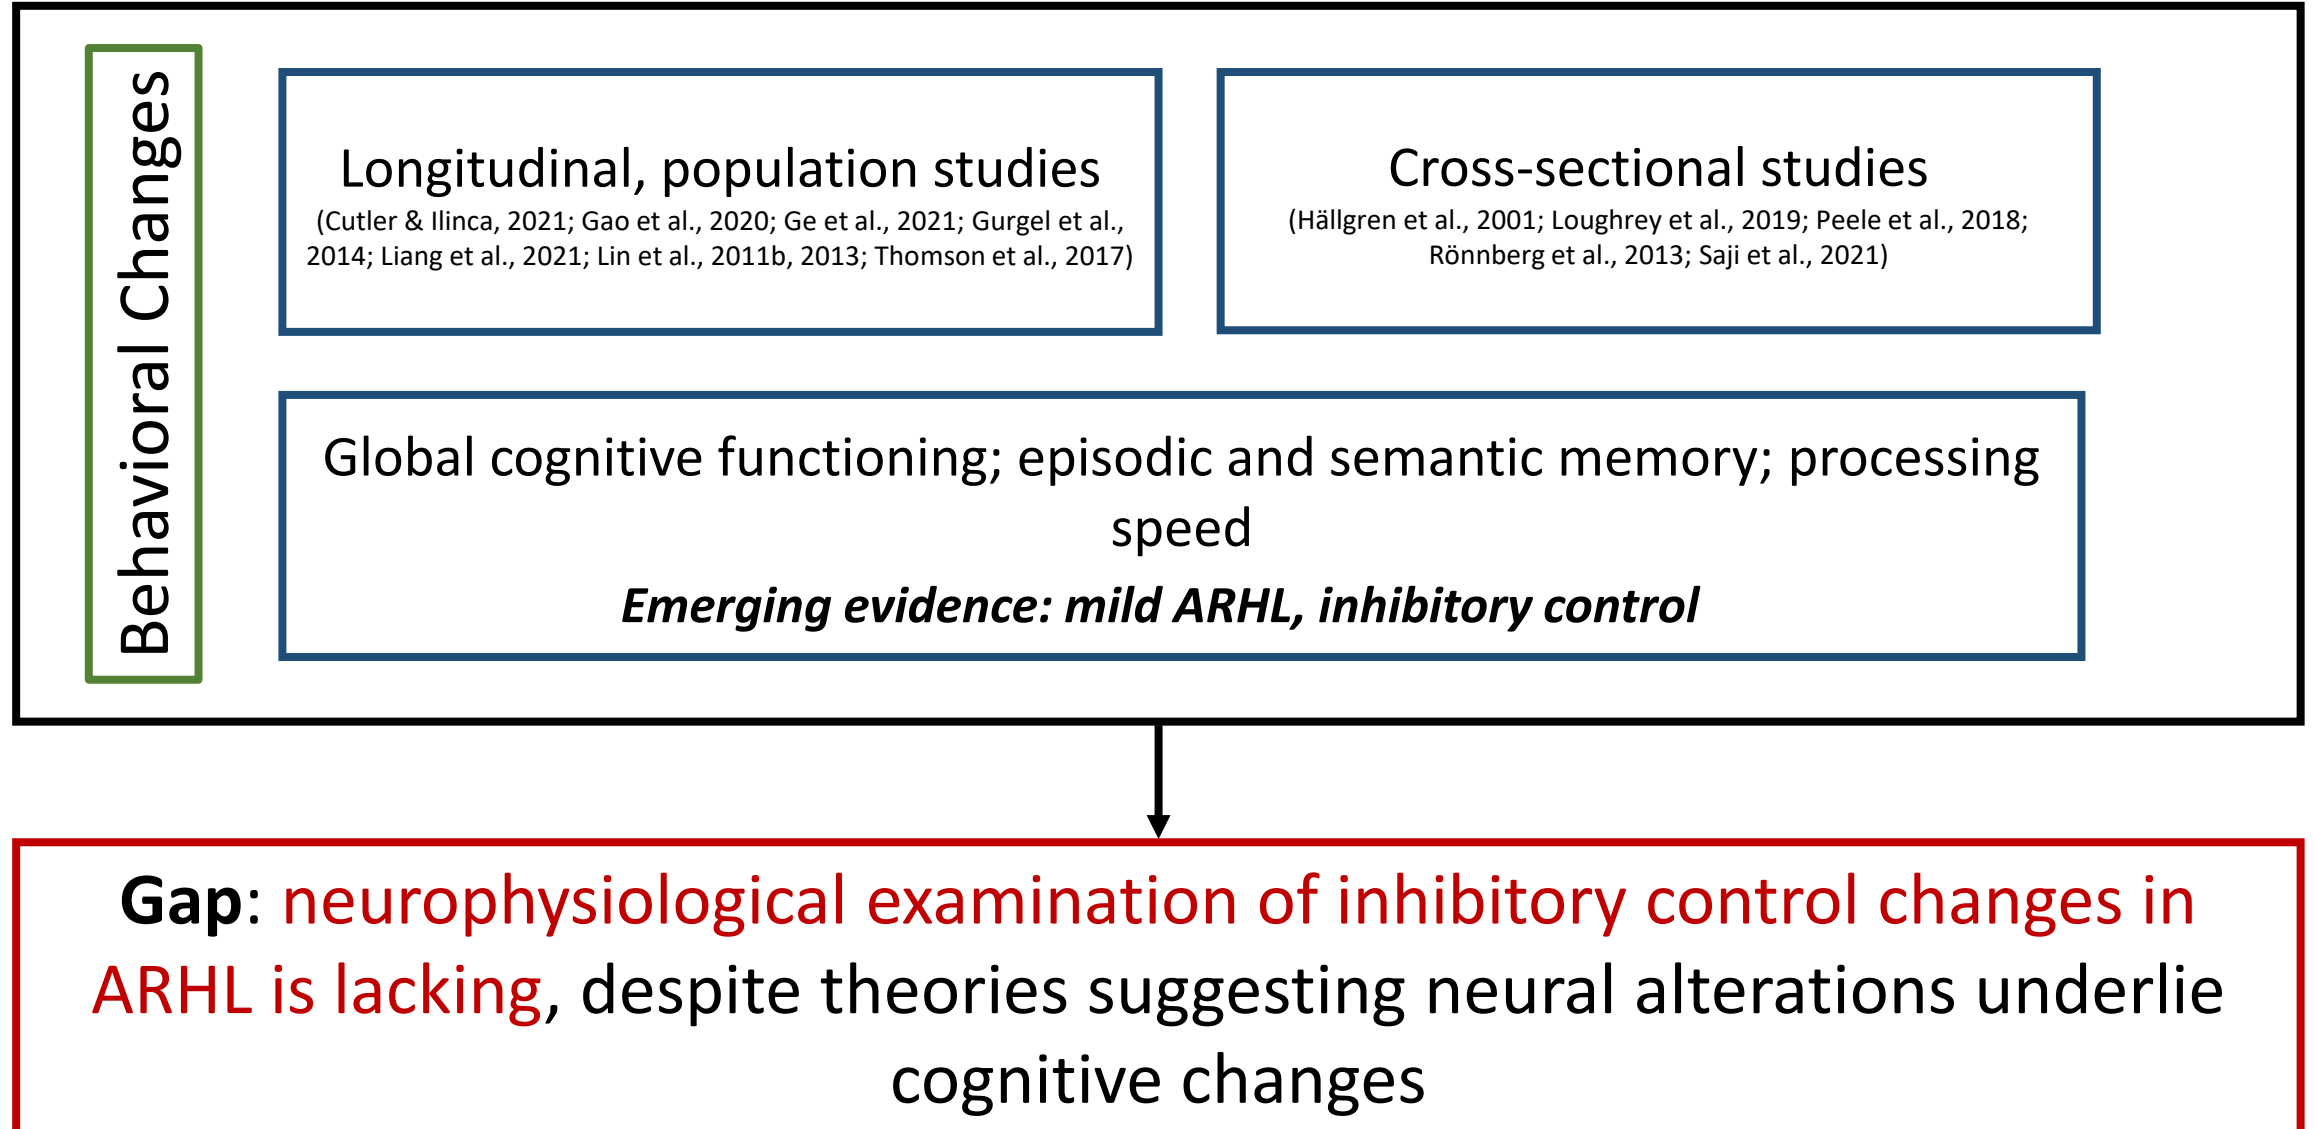 Behavioral Changes
Longitudinal, population studies
(Cutler & Ilinca, 2021; Gao et al., 2020; Ge et al., 2021; Gurgel et al.,
2014; Liang et al., 2021; Lin et al., 2011b, 2013; Thomson et al., 2017)
Cross-sectional studies
(Hällgren et al., 2001; Loughrey et al., 2019; Peele et al., 2018;
Rönnberg et al., 2013; Saji et al., 2021)
Global cognitive functioning; episodic and semantic memory; processing
speed
Emerging evidence: mild ARHL, inhibitory control
Gap: neurophysiological examination of inhibitory control changes in
ARHL is lacking, despite theories suggesting neural alterations underlie
cognitive changes